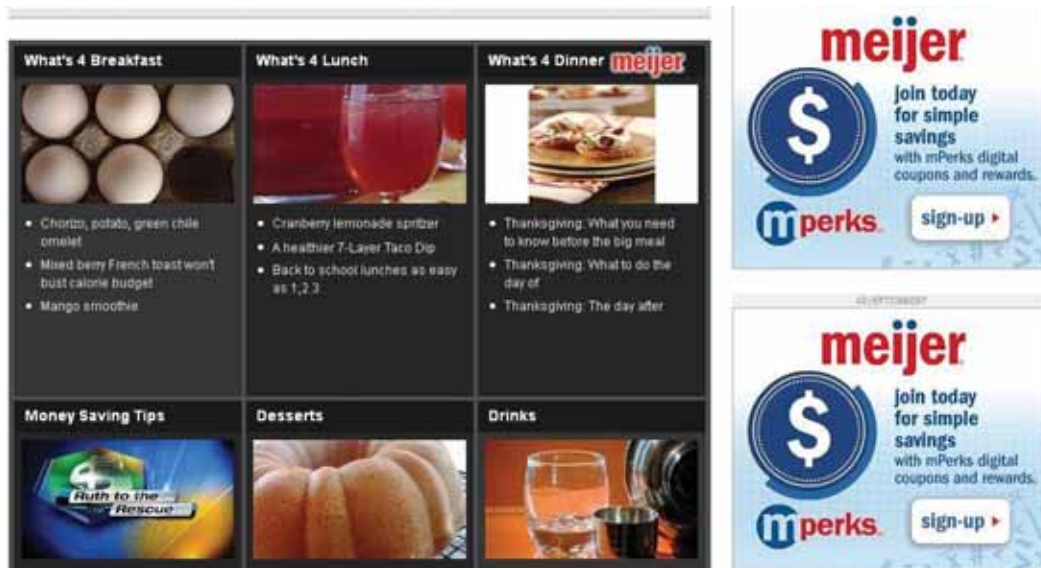 What's 4 Breakfast
Chorizo, potato, green chile
omelet
Mixed berry French toast won't
bust calorie budget
Mango smoothie
What's 4 Lunch
Cranberry lemonade spritzer
A healthier 7-Layer Taco Dip
Back to school lunches as easy
as 1,2,3
What's 4 Dinner meijer
Thanksgiving: What you need
to know before the big meal
Thanksgiving: What to do the
day of
Thanksgiving: The day after
Money Saving Tips
4
Ruth to the
Rescue
Desserts
Drinks
meijer
$
join today
for simple
savings
with mPerks digital
coupons and rewards.
mperks
sign-up
ADVERTISEMENT
meijer
$
join today
for simple
savings
with mPerks digital
coupons and rewards.
mperks
sign-up